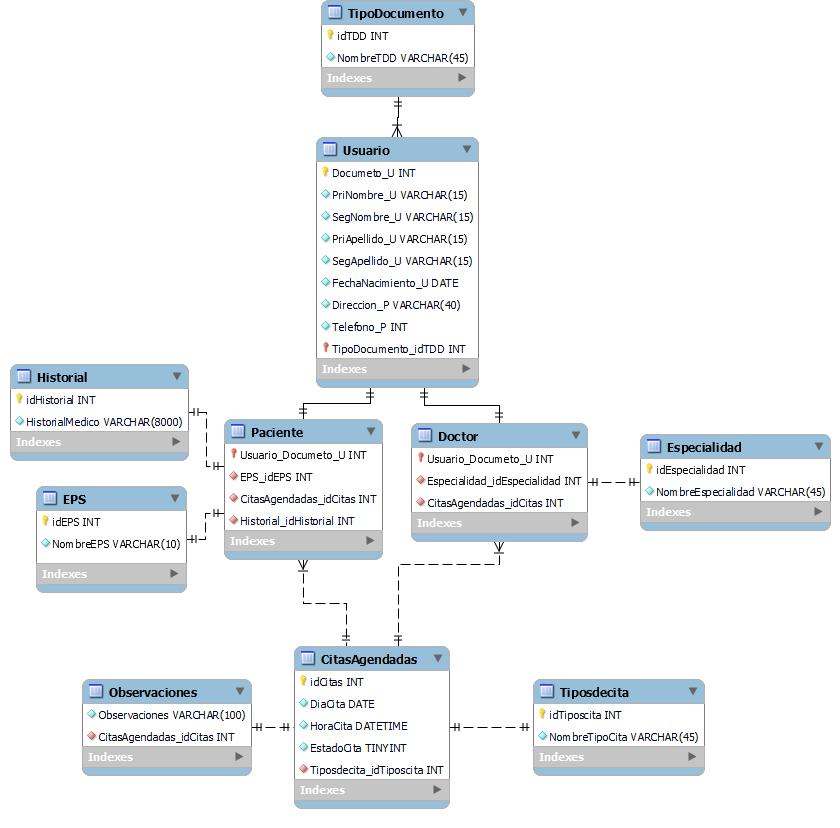 TipoDocumento
idTDD INT
NombreTDD VARCHAR(45)
Indexes
Usuario
Documeto_U INT
PriNombre_U VARCHAR(15)
SegNombre_U VARCHAR(15)
PriApellido_U VARCHAR(15)
SegApellido_U VARCHAR(15)
FechaNacimiento_U DATE
Direccion_P VARCHAR(40)
Telefono_P INT
TipoDocumento_idTDD INT
Indexes
Historial
idHistorial INT
HistorialMedico VARCHAR(8000)
Indexes
Paciente
Usuario_Documeto_U INT
EPS_idEPS INT
CitasAgendadas_idCitas INT
Historial_idHistorial INT
Indexes
Doctor
Usuario_Documeto_U INT
Especialidad_idEspecialidad INT
CitasAgendadas_idCitas INT
Indexes
Especialidad
idEspecialidad INT
NombreEspecialidad VARCHAR(45)
Indexes
EPS
idEPS INT
NombreEPS VARCHAR(10)
Indexes
CitasAgendadas
idCitas INT
DiaCita DATE
HoraCita DATETIME
EstadoCita TINYINT
Tiposdecita_idTiposcita INT
Indexes
Observaciones
Observaciones VARCHAR(100)
CitasAgendadas_idCitas INT
Indexes
Tiposdecita
idTiposcita INT
NombreTipoCita VARCHAR(45)
Indexes